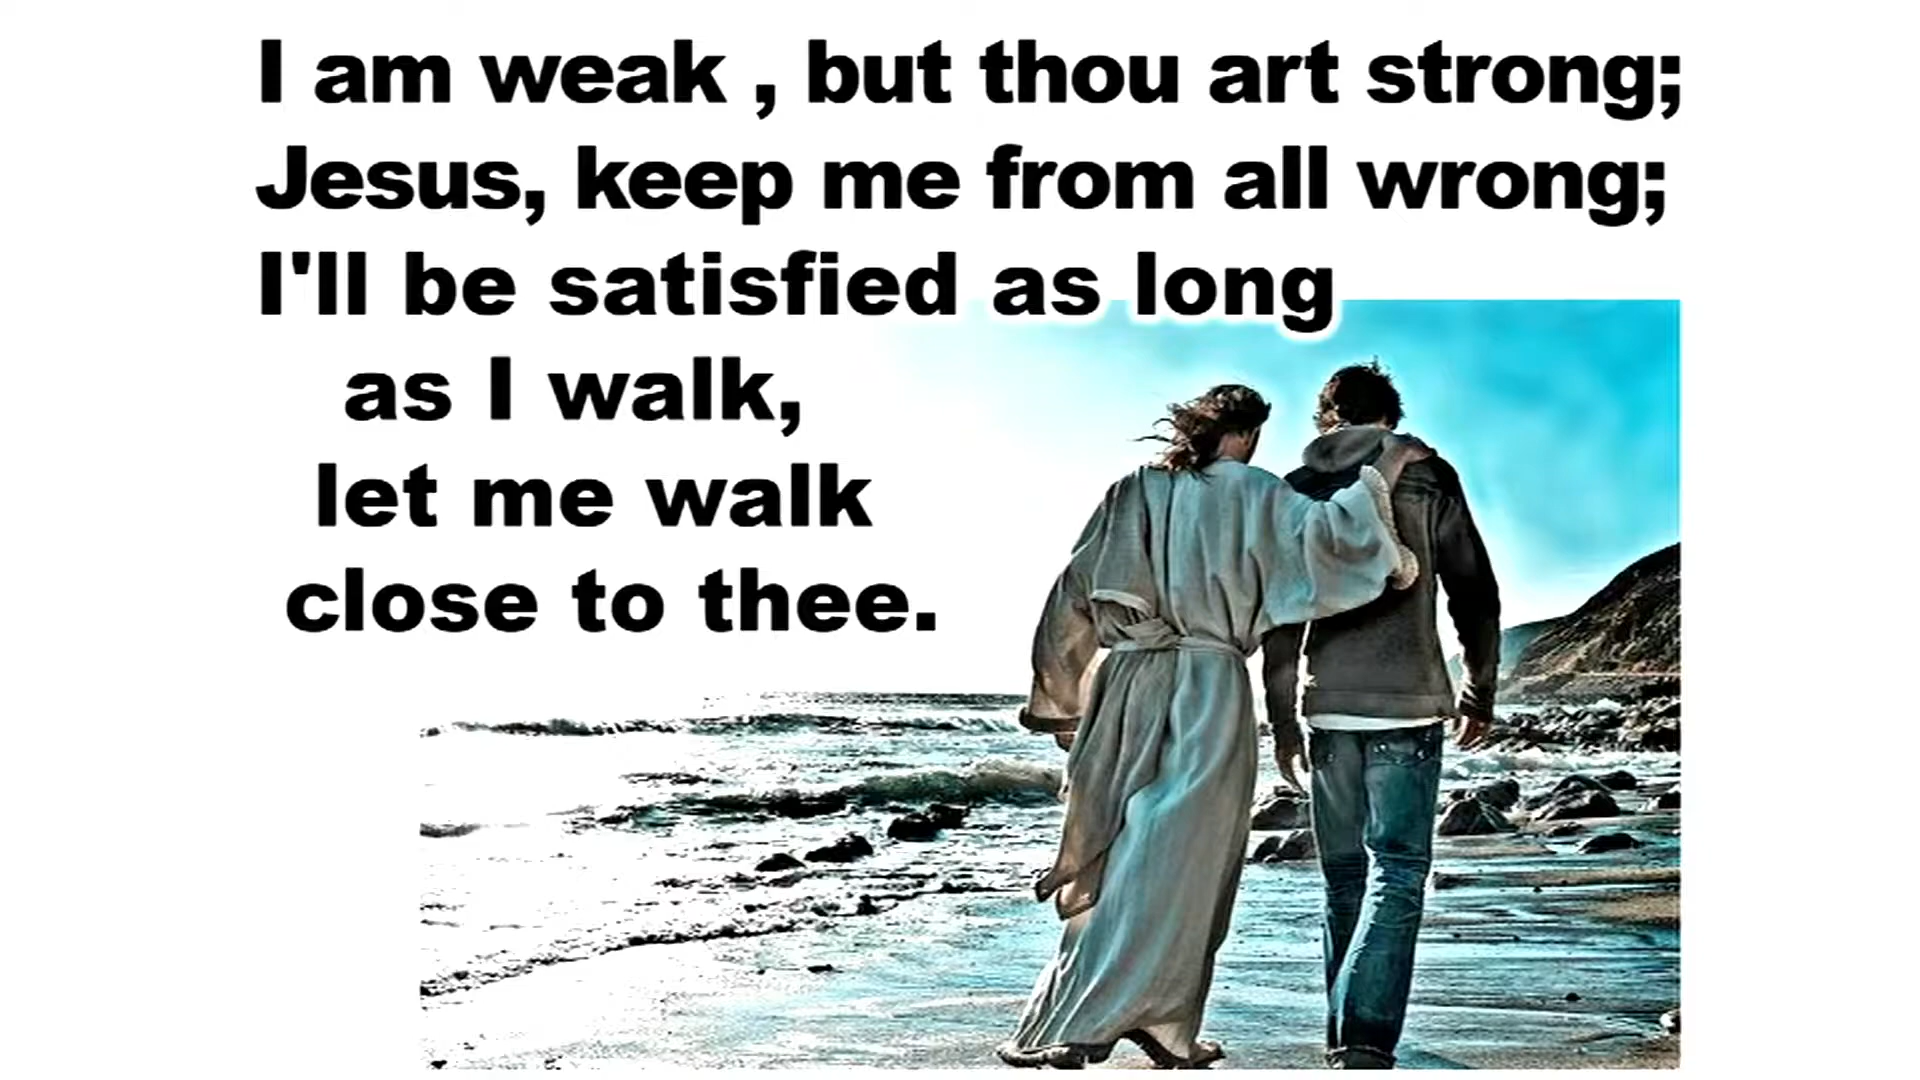 I am weak , but thou art strong;
Jesus, keep me from all wrong;
I'll be satisfied as long
as I walk,
let me walk
close to thee.